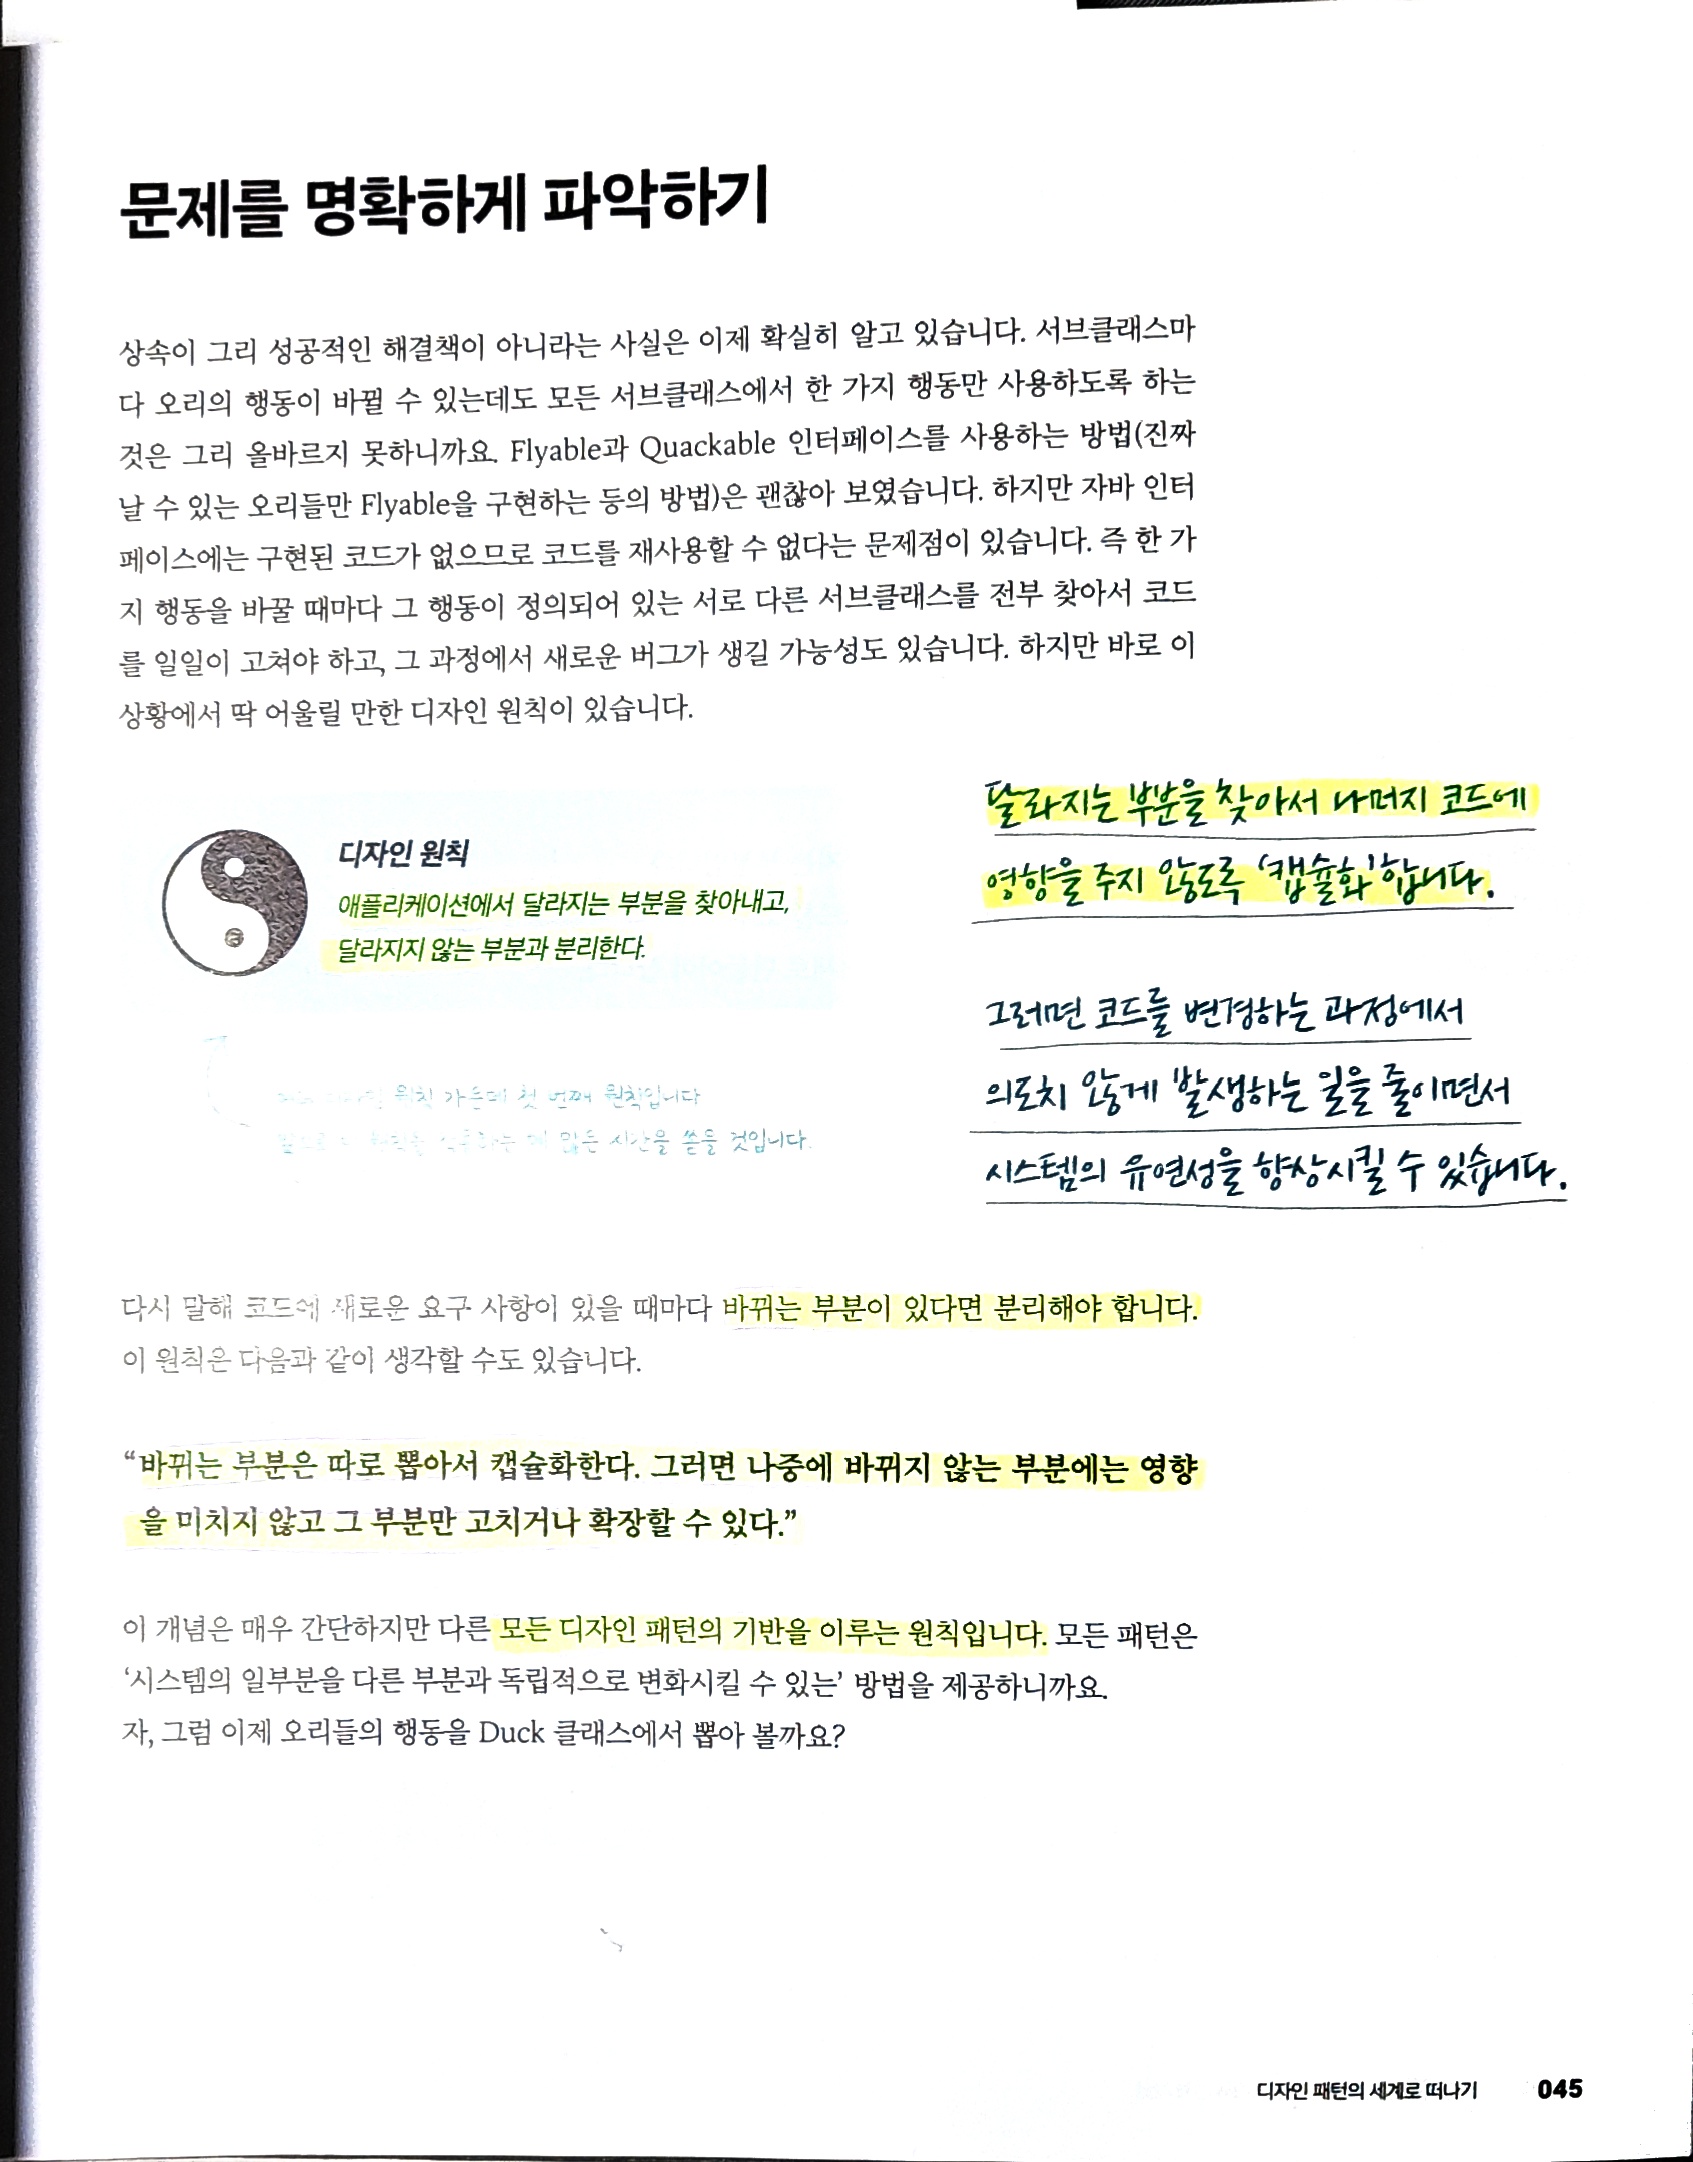 문제를 명확하게 파악하기
상속이 그리 성공적인 해결책이 아니라는 사실은 이제 확실히 알고 있습니다. 서브클래스마
다 오리의 행동이 바뀔 수 있는데도 모든 서브클래스에서 한 가지 행동만 사용하도록 하는
것은 그리 올바르지 못하니까요. Flyable과 Quackable 인터페이스를 사용하는 방법(진짜
날 수 있는 오리들만 Flyable을 구현하는 등의 방법)은 괜찮아 보였습니다. 하지만 자바 인터
페이스에는 구현된 코드가 없으므로 코드를 재사용할 수 없다는 문제점이 있습니다. 즉 한 가
지 행동을 바꿀 때마다 그 행동이 정의되어 있는 서로 다른 서브클래스를 전부 찾아서 코드
를 일일이 고쳐야 하고, 그 과정에서 새로운 버그가 생길 가능성도 있습니다. 하지만 바로 이
상황에서 딱 어울릴 만한 디자인 원칙이 있습니다.
디자인 원칙
애플리케이션에서 달라지는 부분을 찾아내고,
달라지지 않는 부분과 분리한다.
원칙 가운데 첫 번째 원칙입니다
데 많은 시간을 쏟을 것입니다.
달라지는 부분을 찾아서 나머지 코드에
영향을 주지 않도록 '캡슐화'합니다.
그러면 코드를 변경하는 과정에서
의도치 않게 발생하는 일을 줄이면서
시스템의 유연성을 향상시킬 수 있습니다.
다시 말해 코드에 새로운 요구 사항이 있을 때마다 바뀌는 부분이 있다면 분리해야 합니다.
이 원칙은 다음과 같이 생각할 수도 있습니다.
“바뀌는 부분은 따로 뽑아서 캡슐화한다. 그러면 나중에 바뀌지 않는 부분에는 영향
을 미치지 않고 그 부분만 고치거나 확장할 수 있다.”
이 개념은 매우 간단하지만 다른 모든 디자인 패턴의 기반을 이루는 원칙입니다. 모든 패턴은
‘시스템의 일부분을 다른 부분과 독립적으로 변화시킬 수 있는’ 방법을 제공하니까요.
자, 그럼 이제 오리들의 행동을 Duck 클래스에서 뽑아 볼까요?
디자인 패턴의 세계로 떠나기 045